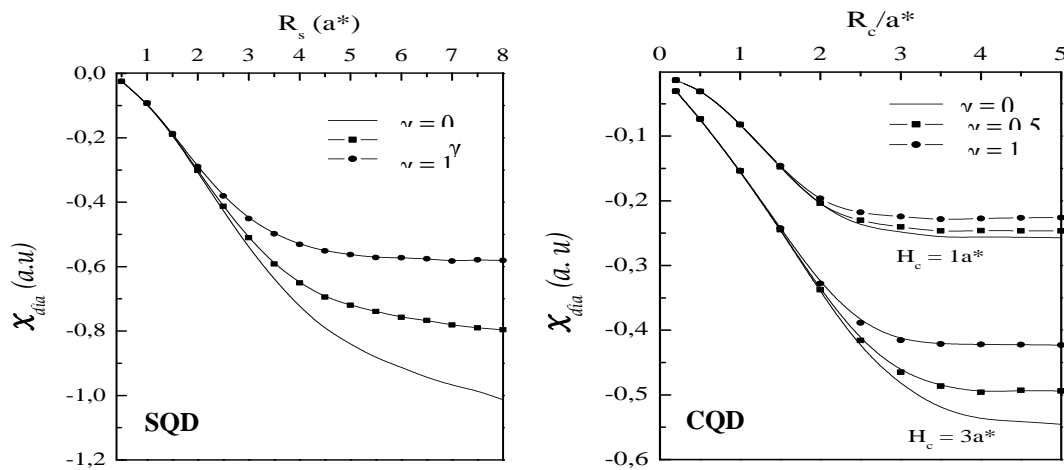 R_s (a*)
1 2 3 4 5 6 7 8
0,0
-0,2
-0,4
-0,6
-0,8
-1,0
-1,2
χ_dia (a.u)
γ = 0
γ
γ = 1
SQD
R_c/a*
0 1 2 3 4 5
-0,1
-0,2
-0,3
-0,4
-0,5
-0,6
χ_dia (a. u)
γ = 0
γ = 0,5
γ = 1
H_c = 1a*
H_c = 3a*
CQD